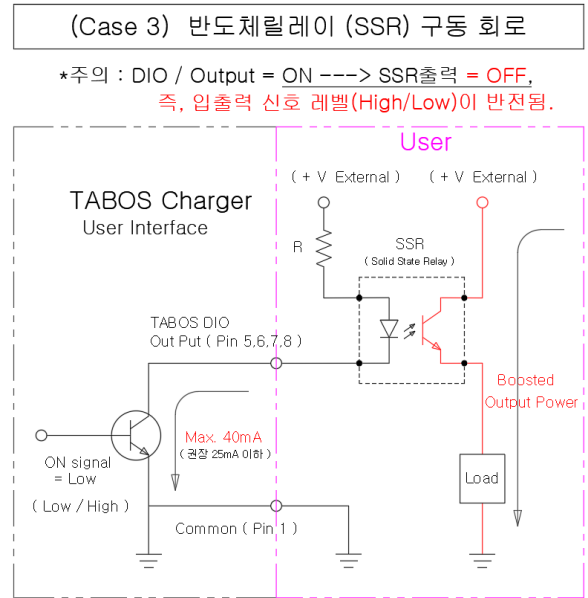 (Case 3) 반도체릴레이 (SSR) 구동 회로
*주의 : DIO / Output = ON ---> SSR출력 = OFF,
즉, 입출력 신호 레벨(High/Low)이 반전됨.
User
TABOS Charger
User Interface
( + V External )
( + V External )
R
SSR
( Solid State Relay )
TABOS DIO
Out Put ( Pin 5,6,7,8 )
Boosted
Output Power
Max. 40mA
( 권장 25mA 이하 )
ON signal
= Low
( Low / High )
Load
Common ( Pin 1 )